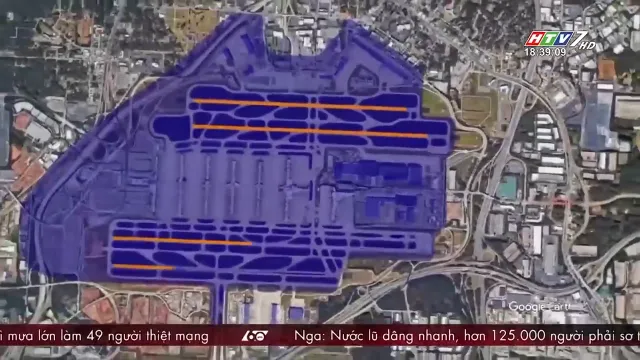 HTV7 HD
18:39:09
Google Earth
i mưa lớn làm 49 người thiệt mạng
60
Nga: Nước lũ dâng nhanh, hơn 125.000 người phải sơ